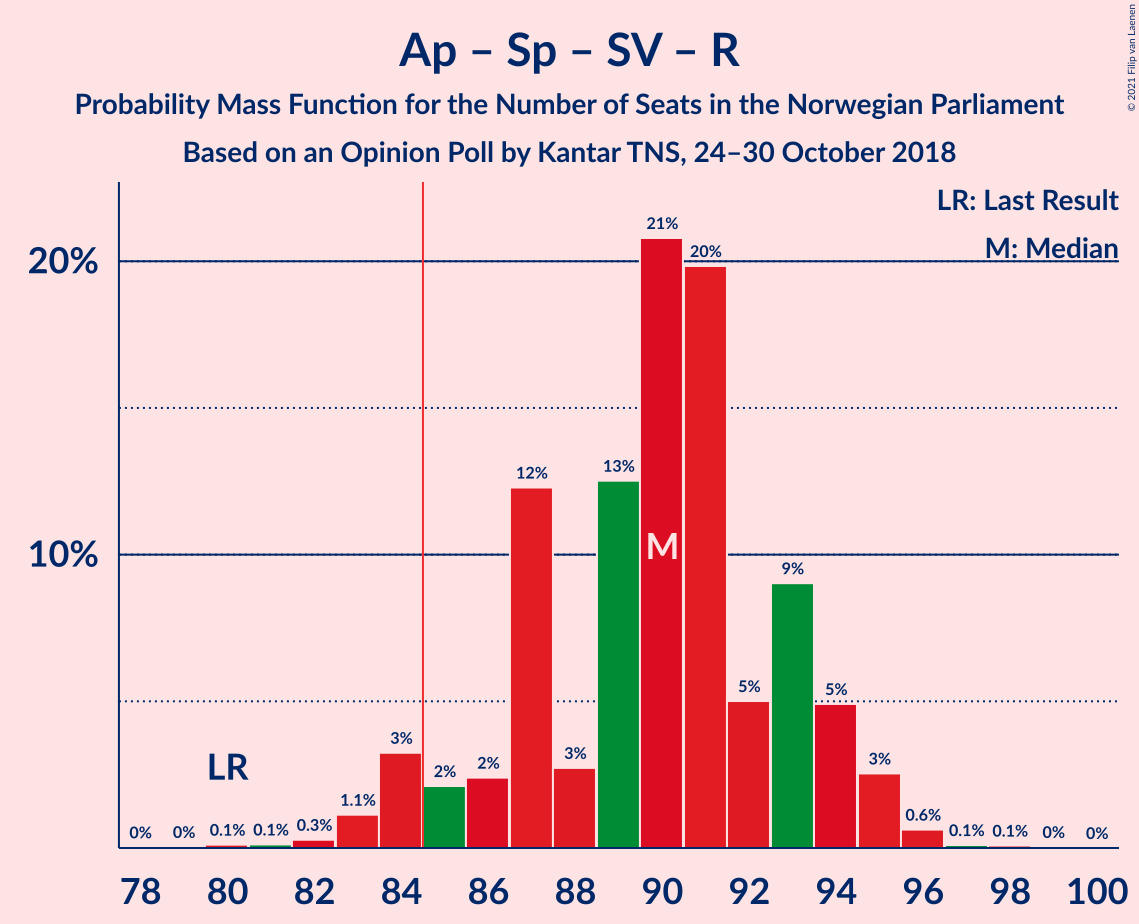 Ap – Sp – SV – R
Probability Mass Function for the Number of Seats in the Norwegian Parliament
Based on an Opinion Poll by Kantar TNS, 24–30 October 2018
© 2021 Filip van Laenen
LR: Last Result
M: Median
20%
10%
0% 0% 0.1% 0.1% 0.3% 1.1% 3% 2% 2% 12% 3% 13% 21% 20% 5% 9% 5% 3% 0.6% 0.1% 0.1% 0% 0%
LR
M
78 80 82 84 86 88 90 92 94 96 98 100